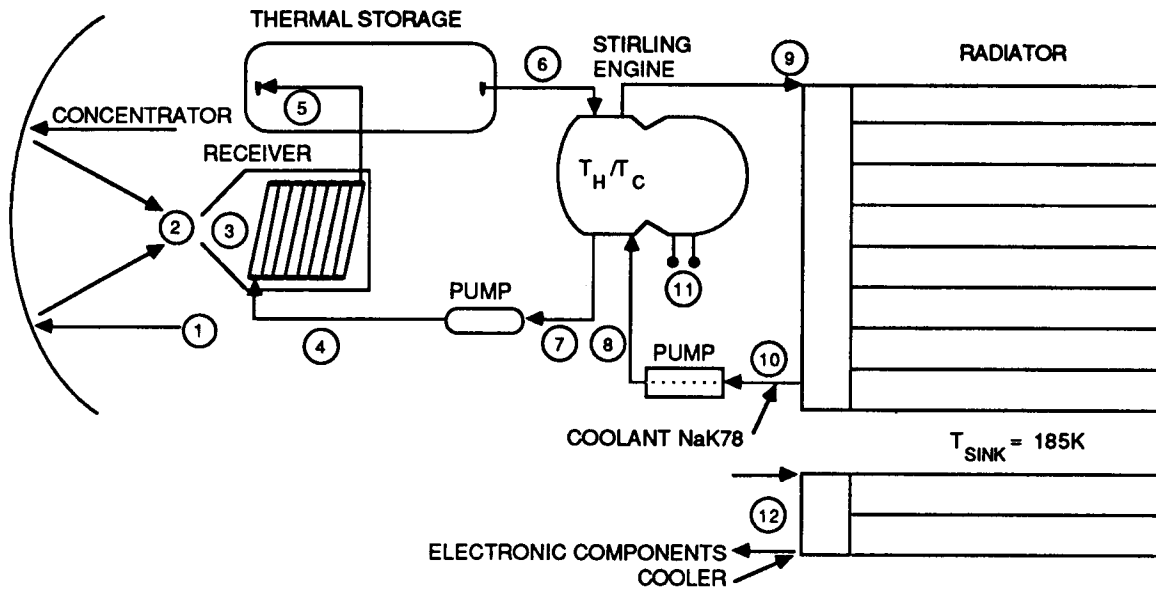 THERMAL STORAGE
6
STIRLING
ENGINE
9
RADIATOR
5
CONCENTRATOR
RECEIVER
T_H/T_C
2
3
11
PUMP
1
4
7
8
PUMP
10
COOLANT NaK78
T_SINK = 185K
12
ELECTRONIC COMPONENTS
COOLER